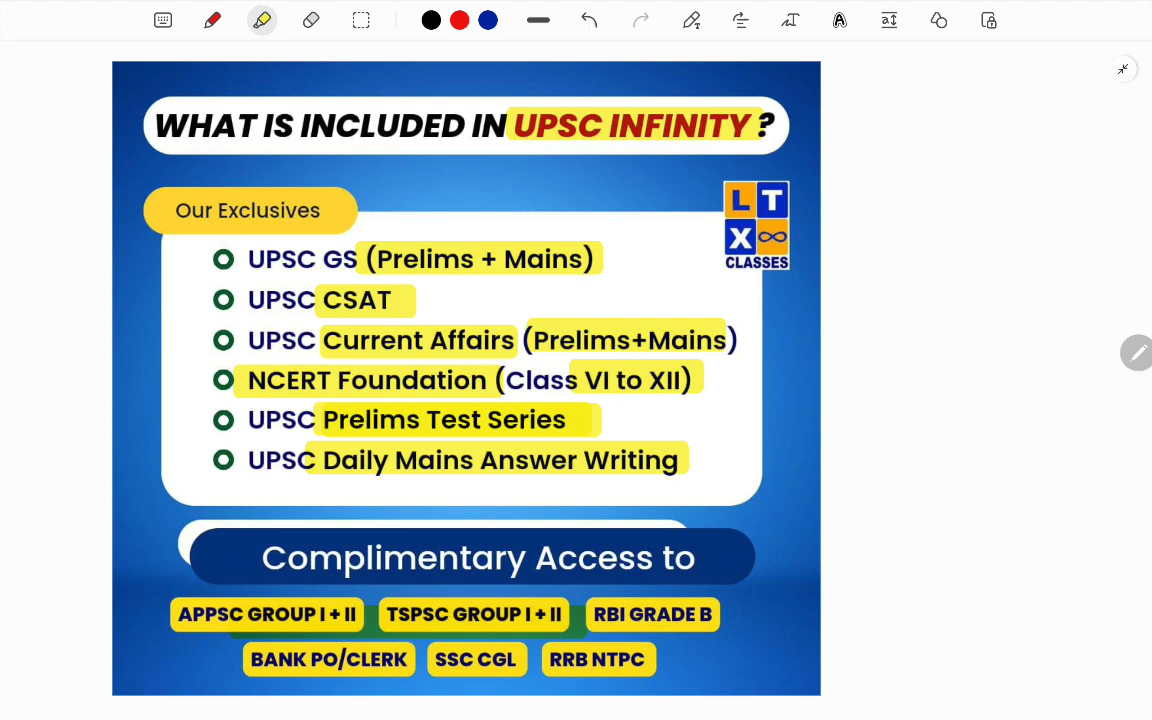 WHAT IS INCLUDED IN UPSC INFINITY ?
Our Exclusives
L T
X ∞
CLASSES
UPSC GS (Prelims + Mains)
UPSC CSAT
UPSC Current Affairs (Prelims+Mains)
NCERT Foundation (Class VI to XII)
UPSC Prelims Test Series
UPSC Daily Mains Answer Writing
Complimentary Access to
APPSC GROUP I + II TSPSC GROUP I + II RBI GRADE B
BANK PO/CLERK SSC CGL RRB NTPC